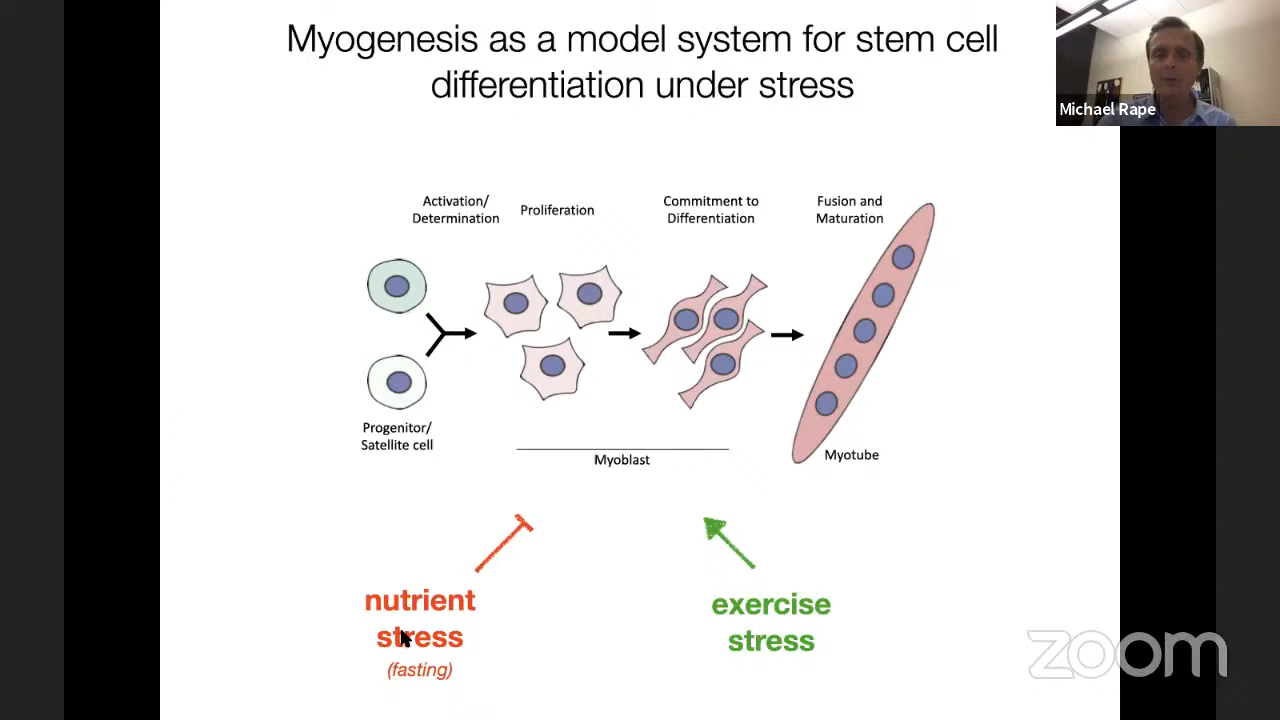 Myogenesis as a model system for stem cell
differentiation under stress
Michael Rape
Activation/
Determination
Proliferation
Commitment to
Differentiation
Fusion and
Maturation
Progenitor/
Satellite cell
Myoblast
Myotube
nutrient
stress
(fasting)
exercise
stress
zoom